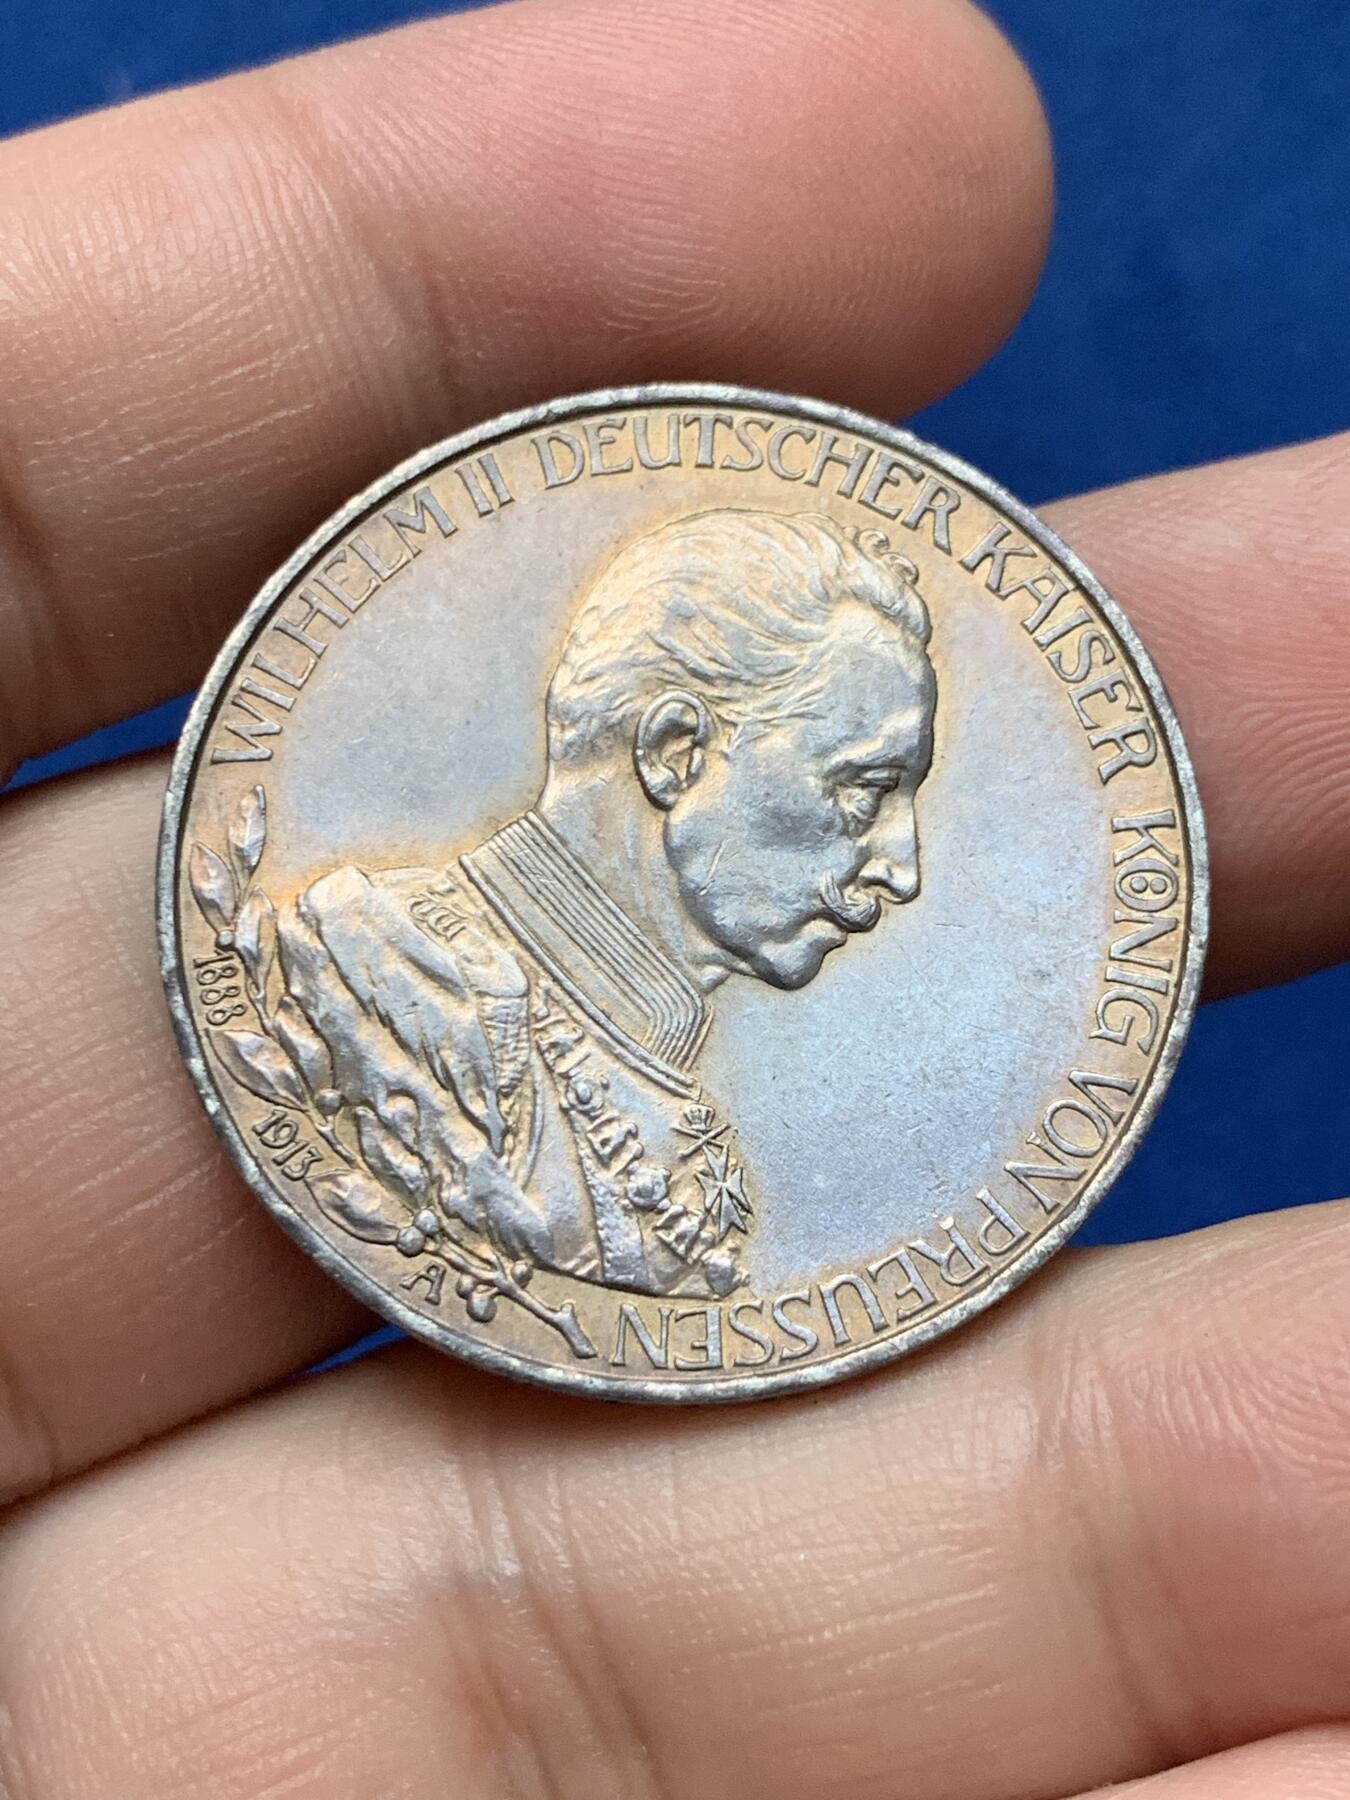 WILHELM II DEUTSCHER KAISER KÖNIG VON PREUSSEN
1888
1913
A